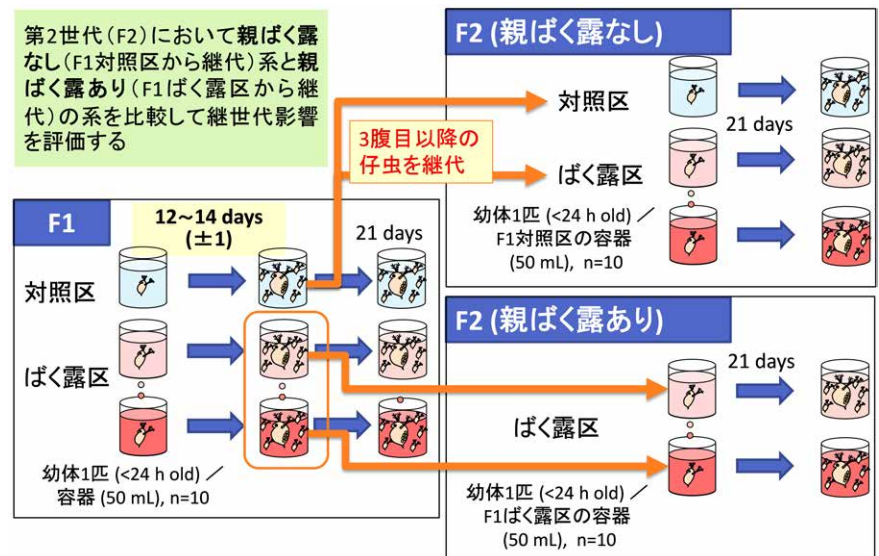 第2世代(F2)において親ばく露
なし(F1対照区から継代)系と親
ばく露あり(F1ばく露区から継
代)の系を比較して継世代影響
を評価する
F1
12~14 days
(±1)
21 days
対照区
ばく露区
幼体1匹 (<24 h old) /
容器 (50 mL), n=10
3腹目以降の
仔虫を継代
F2 (親ばく露なし)
対照区
21 days
ばく露区
幼体1匹 (<24 h old) /
F1対照区の容器
(50 mL), n=10
F2 (親ばく露あり)
21 days
ばく露区
幼体1匹 (<24 h old) /
F1ばく露区の容器
(50 mL), n=10